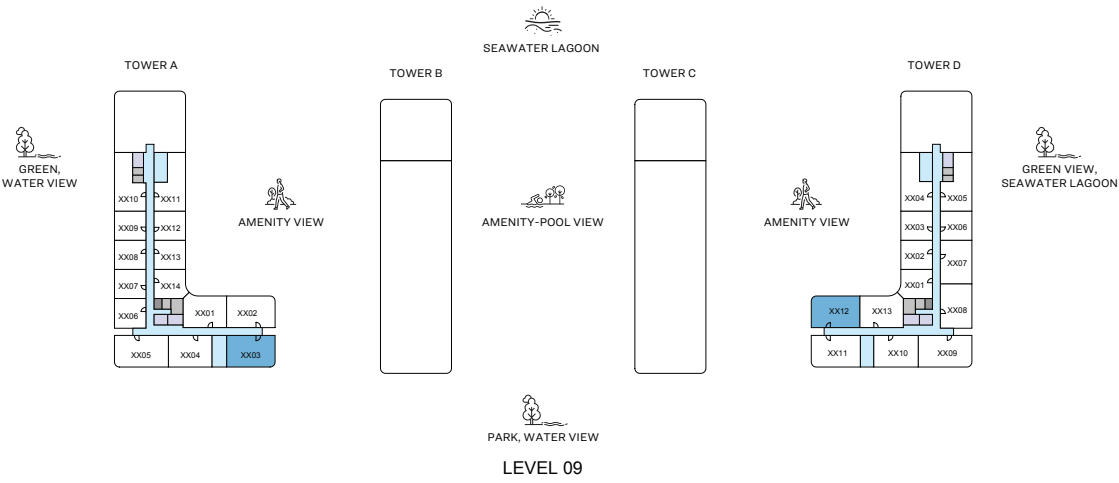 SEAWATER LAGOON
TOWER A
TOWER B
TOWER C
TOWER D
GREEN,
WATER VIEW
AMENITY VIEW
AMENITY-POOL VIEW
AMENITY VIEW
GREEN VIEW,
SEAWATER LAGOON
XX10 XX11
XX09 XX12
XX08 XX13
XX07 XX14
XX06
XX01 XX02
XX05 XX04 XX03
XX04 XX05
XX03 XX06
XX02
XX07
XX01
XX12 XX13 XX08
XX11 XX10 XX09
PARK, WATER VIEW
LEVEL 09